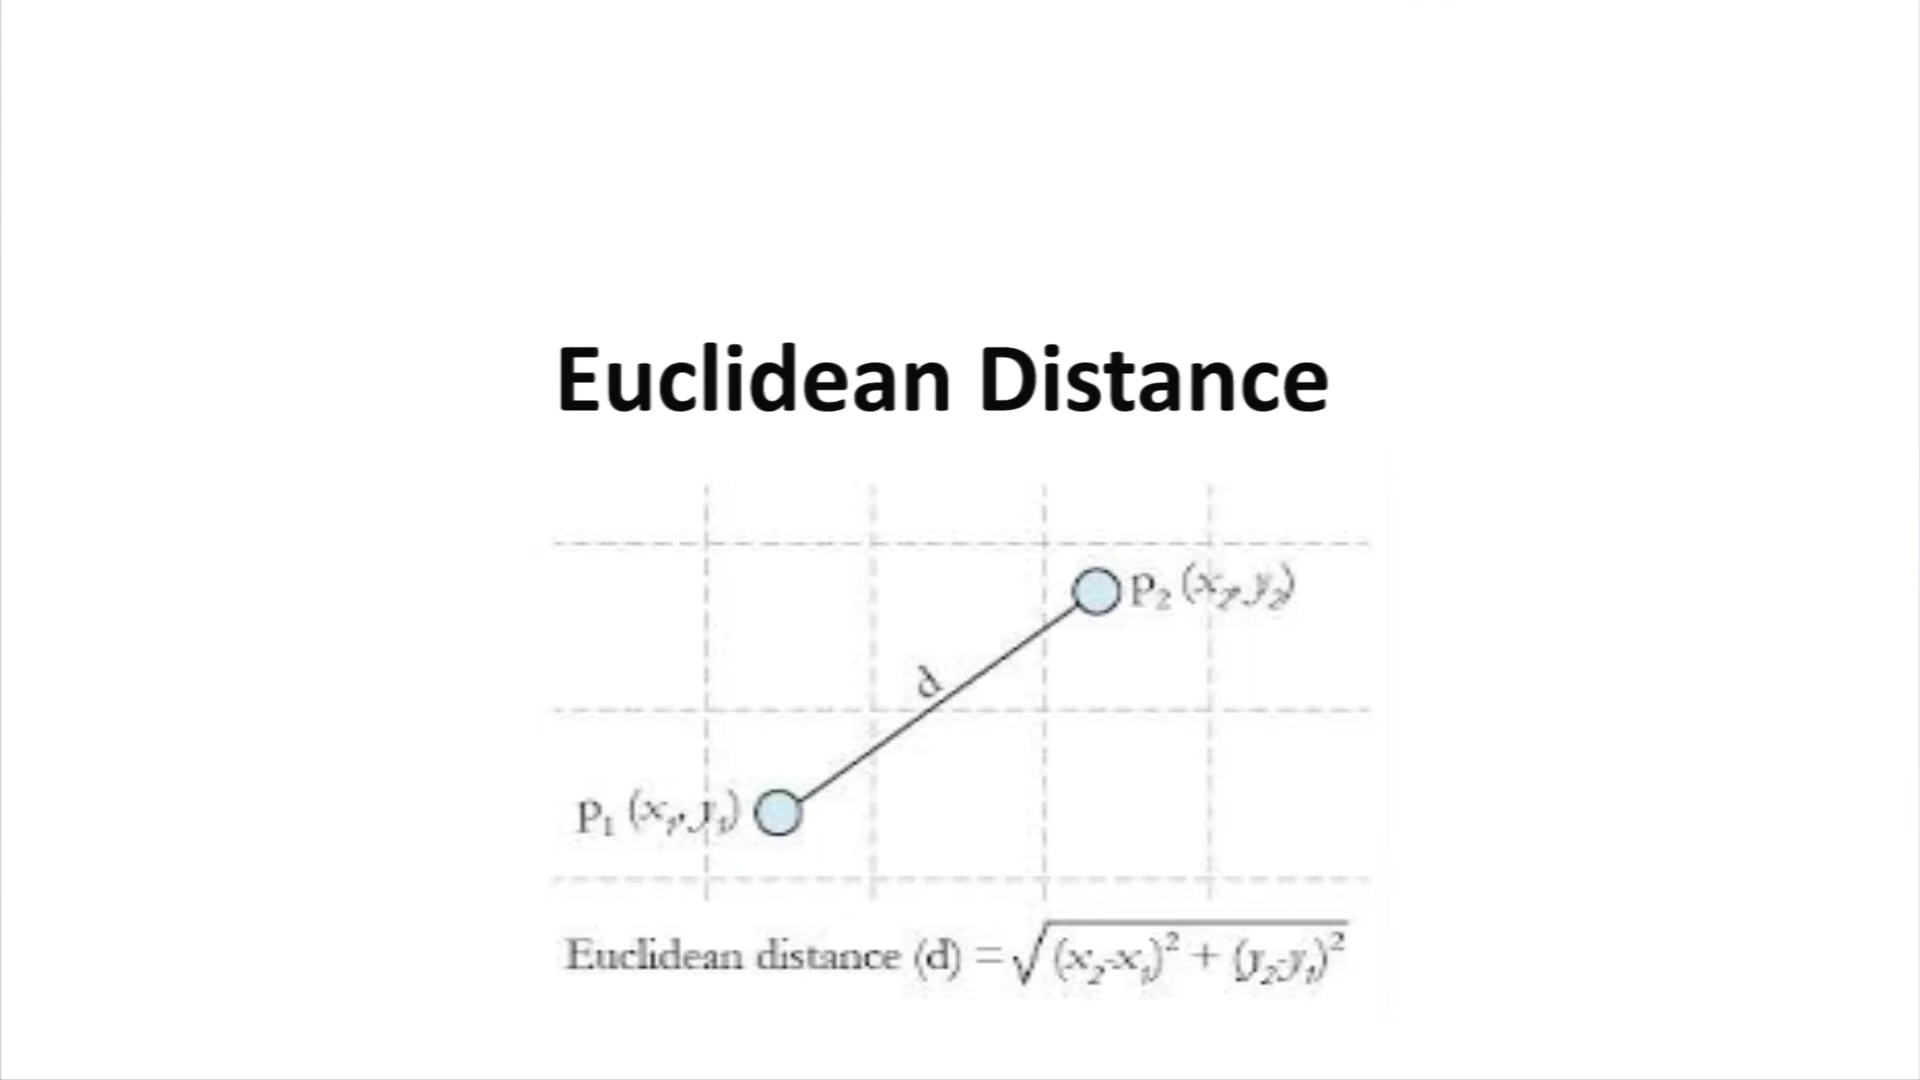 Euclidean Distance
p₂ (x₂, y₂)
d
p₁ (x₁, y₁)
Euclidean distance (d) = √(x₂-x₁)² + (y₂-y₁)²